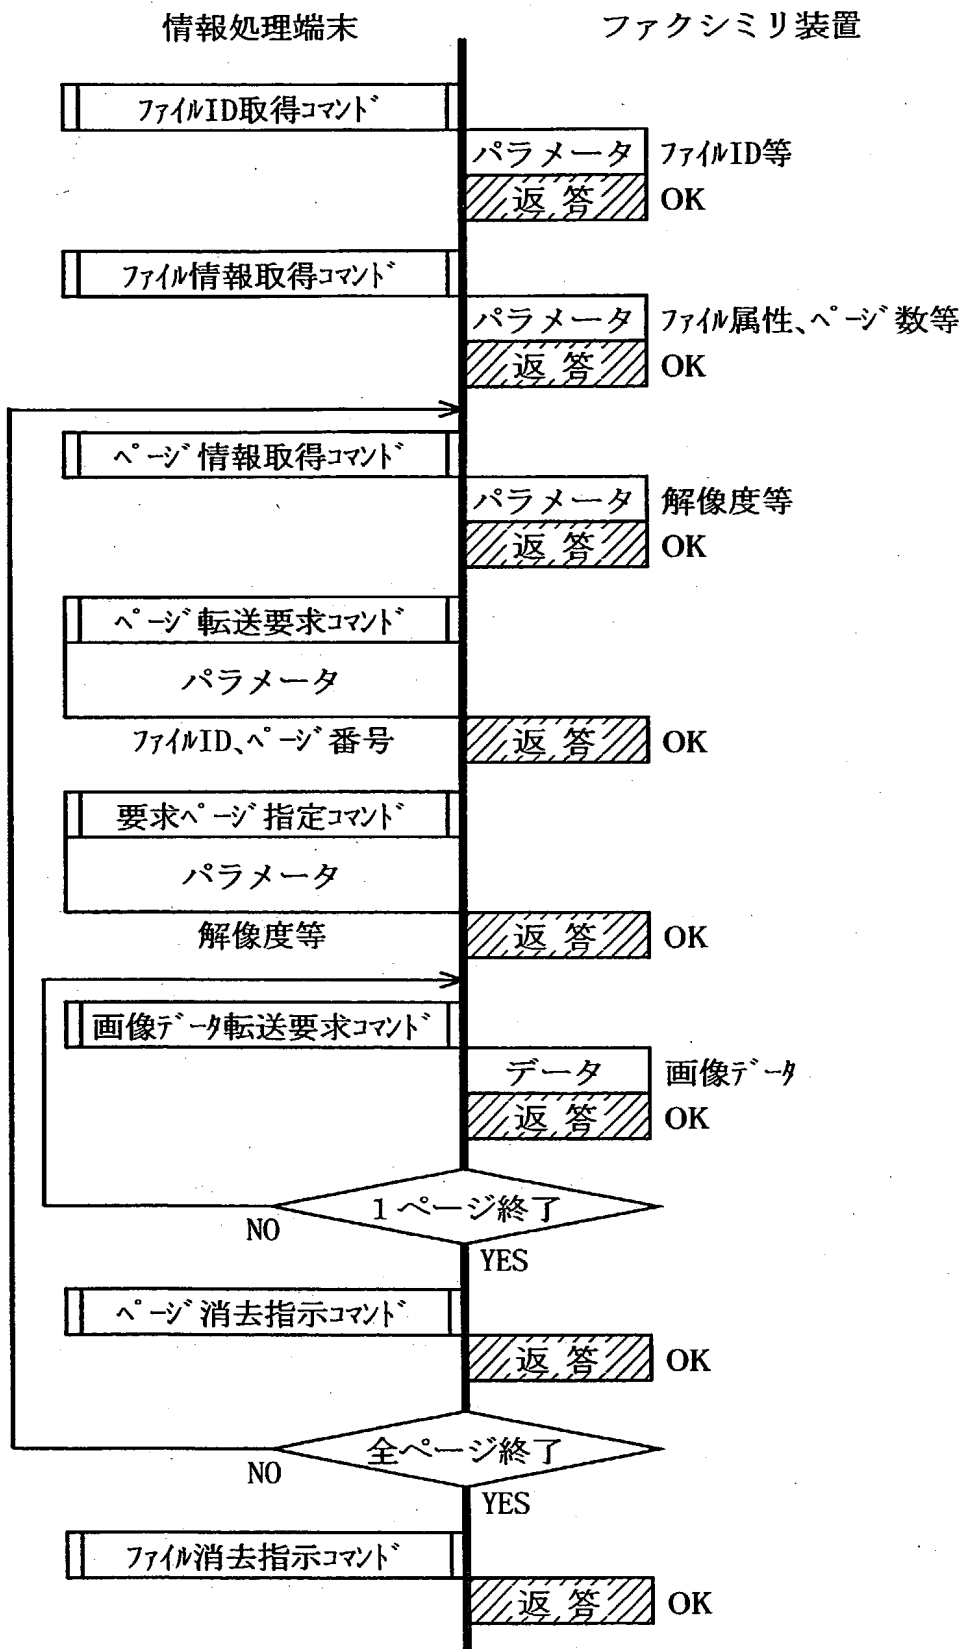 情報処理端末
ファクシミリ装置
ファイルID取得コマンド
パラメータ ファイルID等
返答 OK
ファイル情報取得コマンド
パラメータ ファイル属性、ページ数等
返答 OK
ページ情報取得コマンド
パラメータ 解像度等
返答 OK
ページ転送要求コマンド
パラメータ
ファイルID、ページ番号 返答 OK
要求ページ指定コマンド
パラメータ
解像度等 返答 OK
画像データ転送要求コマンド
データ 画像データ
返答 OK
1ページ終了
NO
YES
ページ消去指示コマンド
返答 OK
全ページ終了
NO
YES
ファイル消去指示コマンド
返答 OK